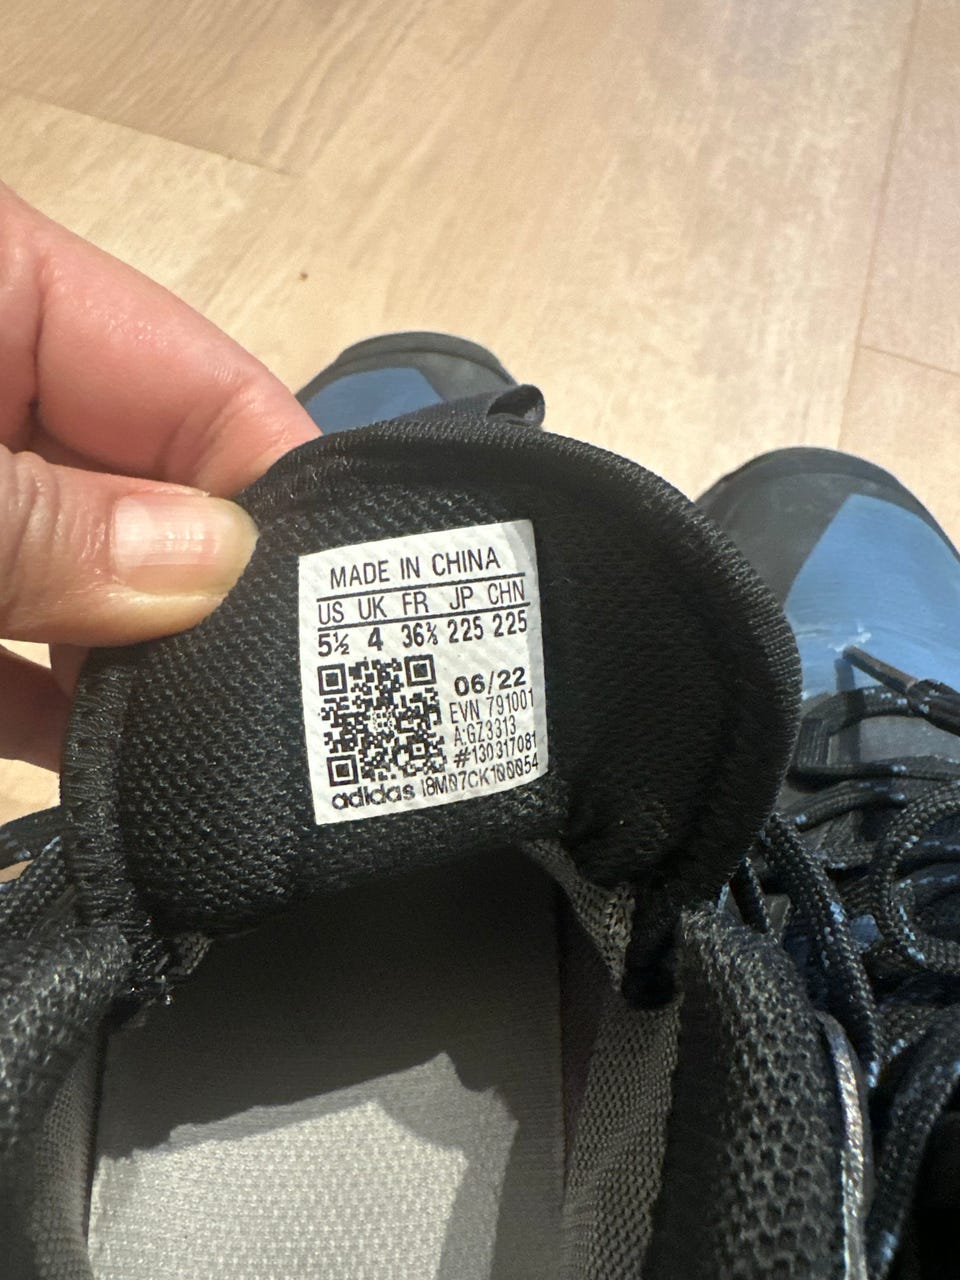 MADE IN CHINA
US UK FR JP CHN
5½ 4 36⅔ 225 225
06/22
EVN 791001
A:GZ3313
#130317081
adidas I8M07CK100054